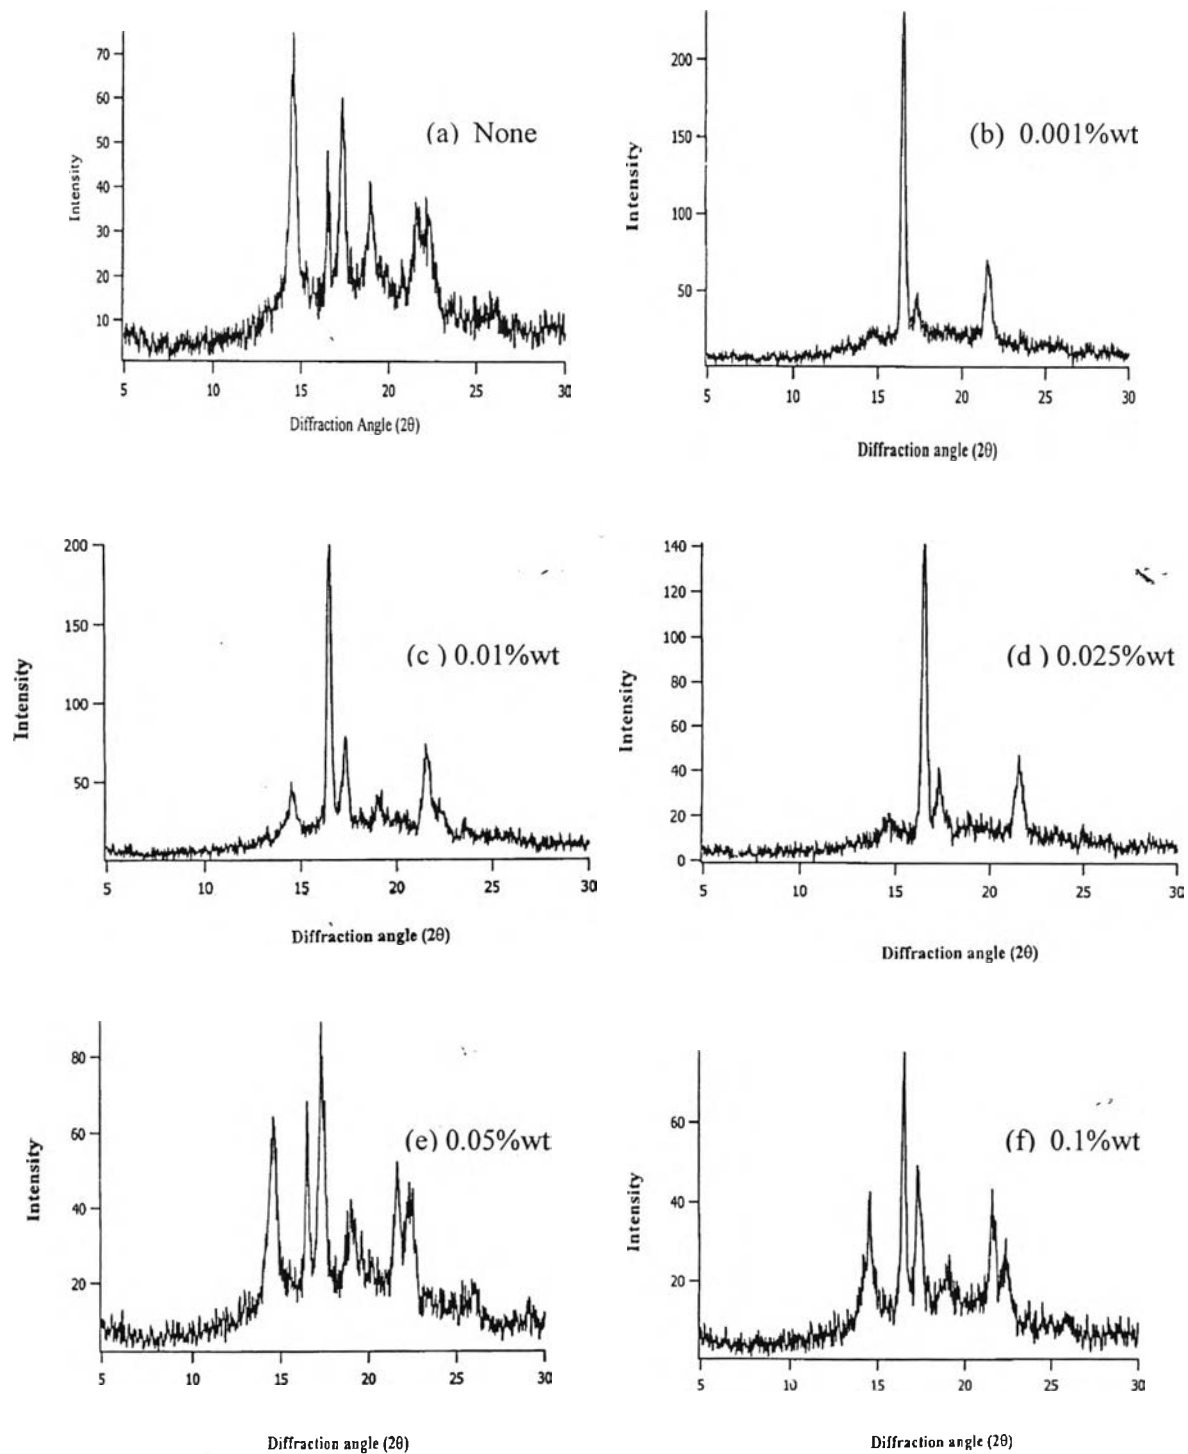 70
60
50
40
30
20
10
Intensity
(a) None
5 10 15 20 25 30
Diffraction Angle (2θ)
200
150
100
50
Intensity
(b) 0.001%wt
5 10 15 20 25 30
Diffraction angle (2θ)
200
150
100
50
Intensity
(c ) 0.01%wt
5 10 15 20 25 30
Diffraction angle (2θ)
140
120
100
80
60
40
20
0
Intensity
(d ) 0.025%wt
5 10 15 20 25 30
Diffraction angle (2θ)
80
60
40
20
Intensity
(e) 0.05%wt
5 10 15 20 25 30
Diffraction angle (2θ)
60
40
20
Intensity
(f) 0.1%wt
5 10 15 20 25 30
Diffraction angle (2θ)